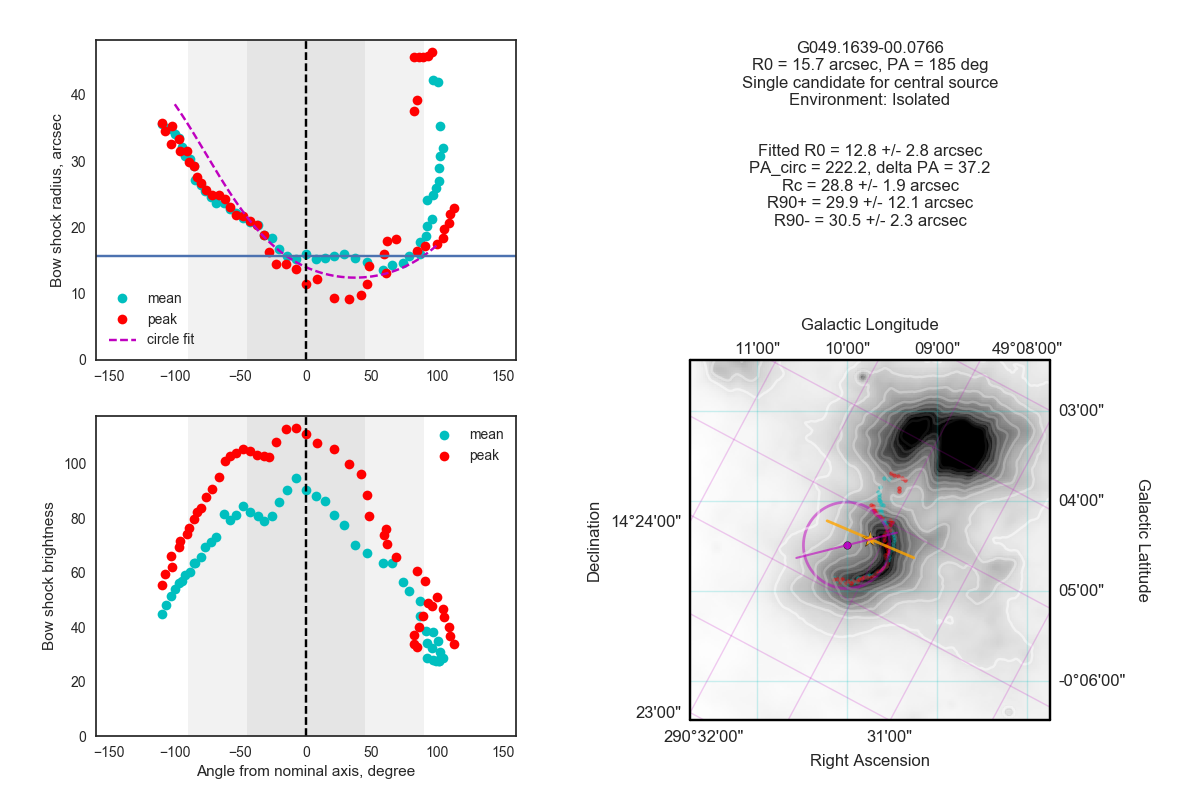 G049.1639-00.0766
R0 = 15.7 arcsec, PA = 185 deg
Single candidate for central source
Environment: Isolated
Fitted R0 = 12.8 +/- 2.8 arcsec
PA_circ = 222.2, delta PA = 37.2
Rc = 28.8 +/- 1.9 arcsec
R90+ = 29.9 +/- 12.1 arcsec
R90- = 30.5 +/- 2.3 arcsec
Bow shock radius, arcsec
40
30
20
10
0
mean
peak
circle fit
−150 −100 −50 0 50 100 150
Bow shock brightness
100
80
60
40
20
0
mean
peak
−150 −100 −50 0 50 100 150
Angle from nominal axis, degree
Galactic Longitude
11'00" 10'00" 09'00" 49°08'00"
03'00"
04'00"
05'00"
-0°06'00"
Galactic Latitude
Declination
14°24'00"
23'00"
290°32'00" 31'00"
Right Ascension